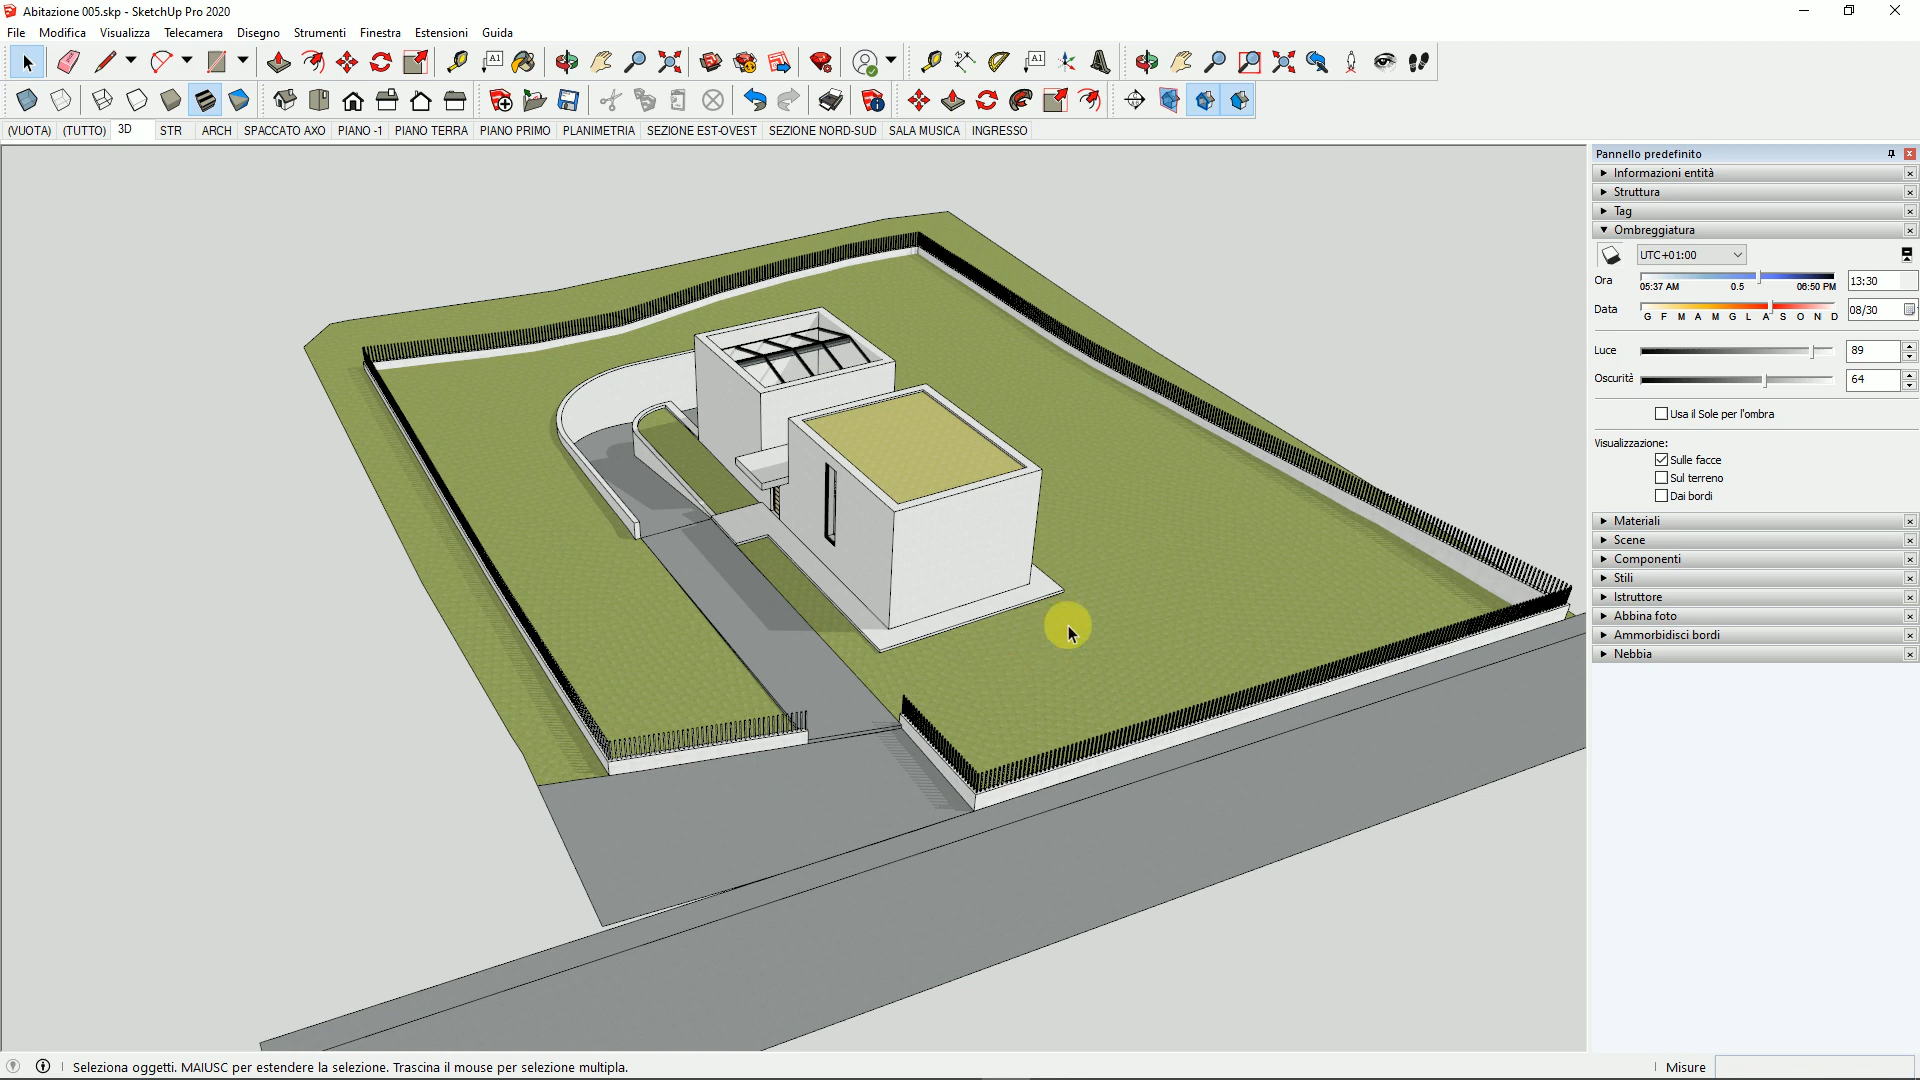 Abitazione 005.skp - SketchUp Pro 2020
File Modifica Visualizza Telecamera Disegno Strumenti Finestra Estensioni Guida
A1 A1
(VUOTA) (TUTTO) 3D STR ARCH SPACCATO AXO PIANO -1 PIANO TERRA PIANO PRIMO PLANIMETRIA SEZIONE EST-OVEST SEZIONE NORD-SUD SALA MUSICA INGRESSO
Pannello predefinito
Informazioni entità
Struttura
Tag
Ombreggiatura
UTC+01:00
Ora 13:30
05:37 AM 0.5 06:50 PM
Data 08/30
G F M A M G L A S O N D
Luce 89
Oscurità 64
Usa il Sole per l'ombra
Visualizzazione:
Sulle facce
Sul terreno
Dai bordi
Materiali
Scene
Componenti
Stili
Istruttore
Abbina foto
Ammorbidisci bordi
Nebbia
Seleziona oggetti. MAIUSC per estendere la selezione. Trascina il mouse per selezione multipla.
Misure